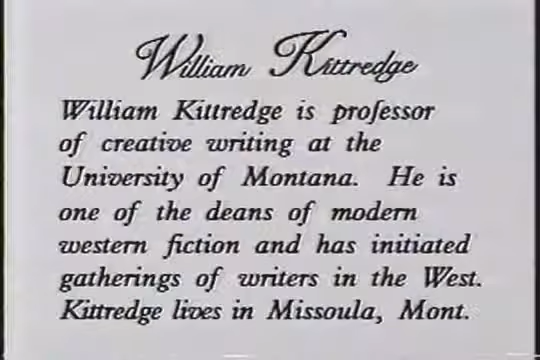 William Kittredge
William Kittredge is professor
of creative writing at the
University of Montana. He is
one of the deans of modern
western fiction and has initiated
gatherings of writers in the West.
Kittredge lives in Missoula, Mont.